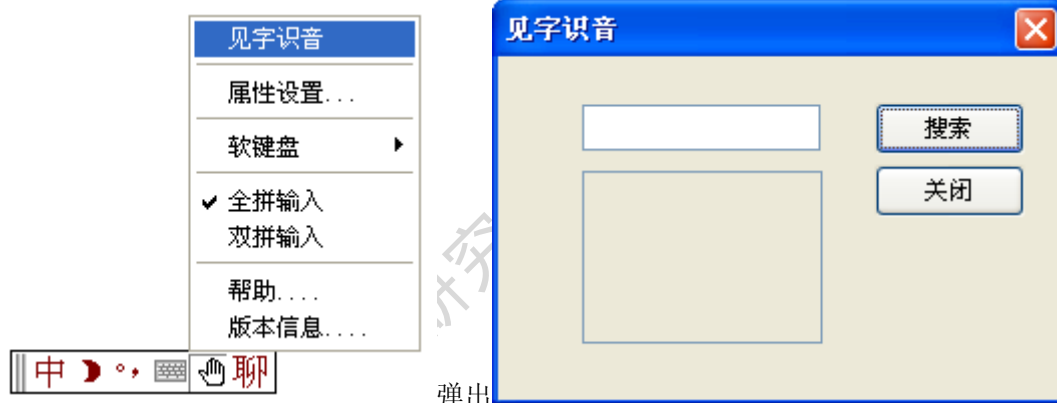 见字识音
属性设置...
软键盘
全拼输入
双拼输入
帮助....
版本信息....
中 聊
弹出
见字识音
搜索
关闭